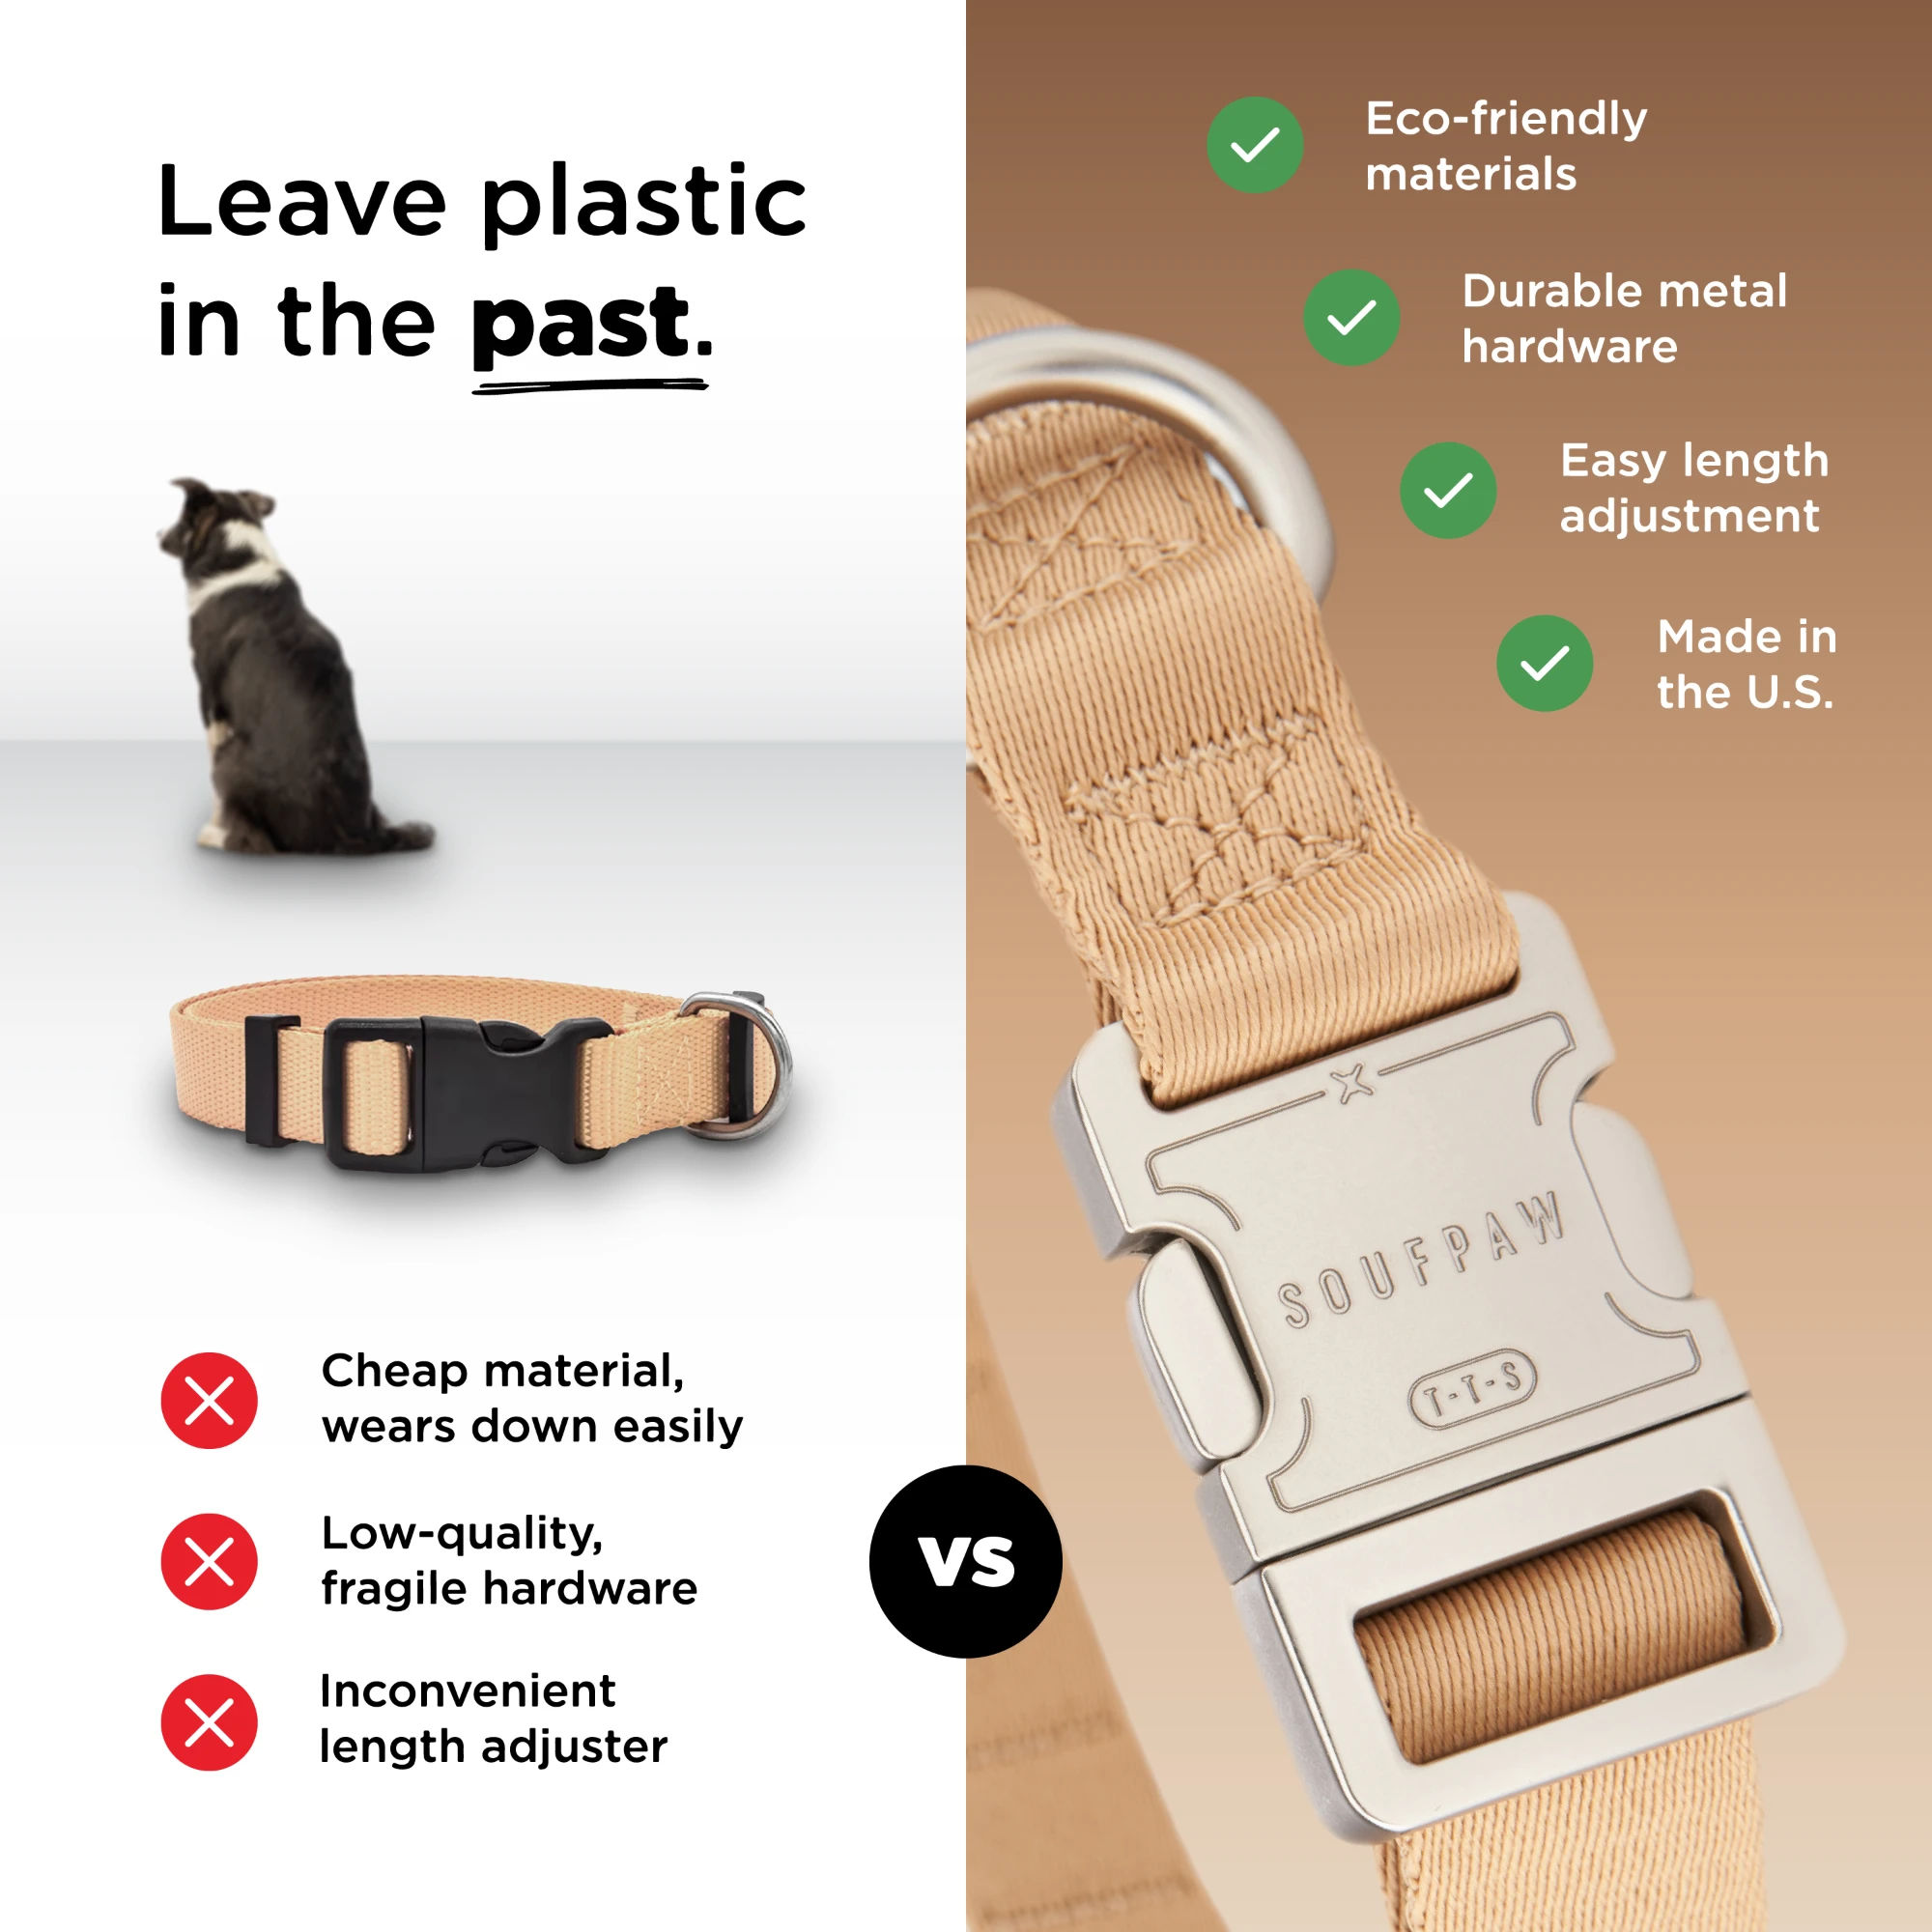 Leave plastic
in the past.
Cheap material,
wears down easily
Low-quality,
fragile hardware
Inconvenient
length adjuster
VS
Eco-friendly
materials
Durable metal
hardware
Easy length
adjustment
Made in
the U.S.
SOUFPAW
T-T-S